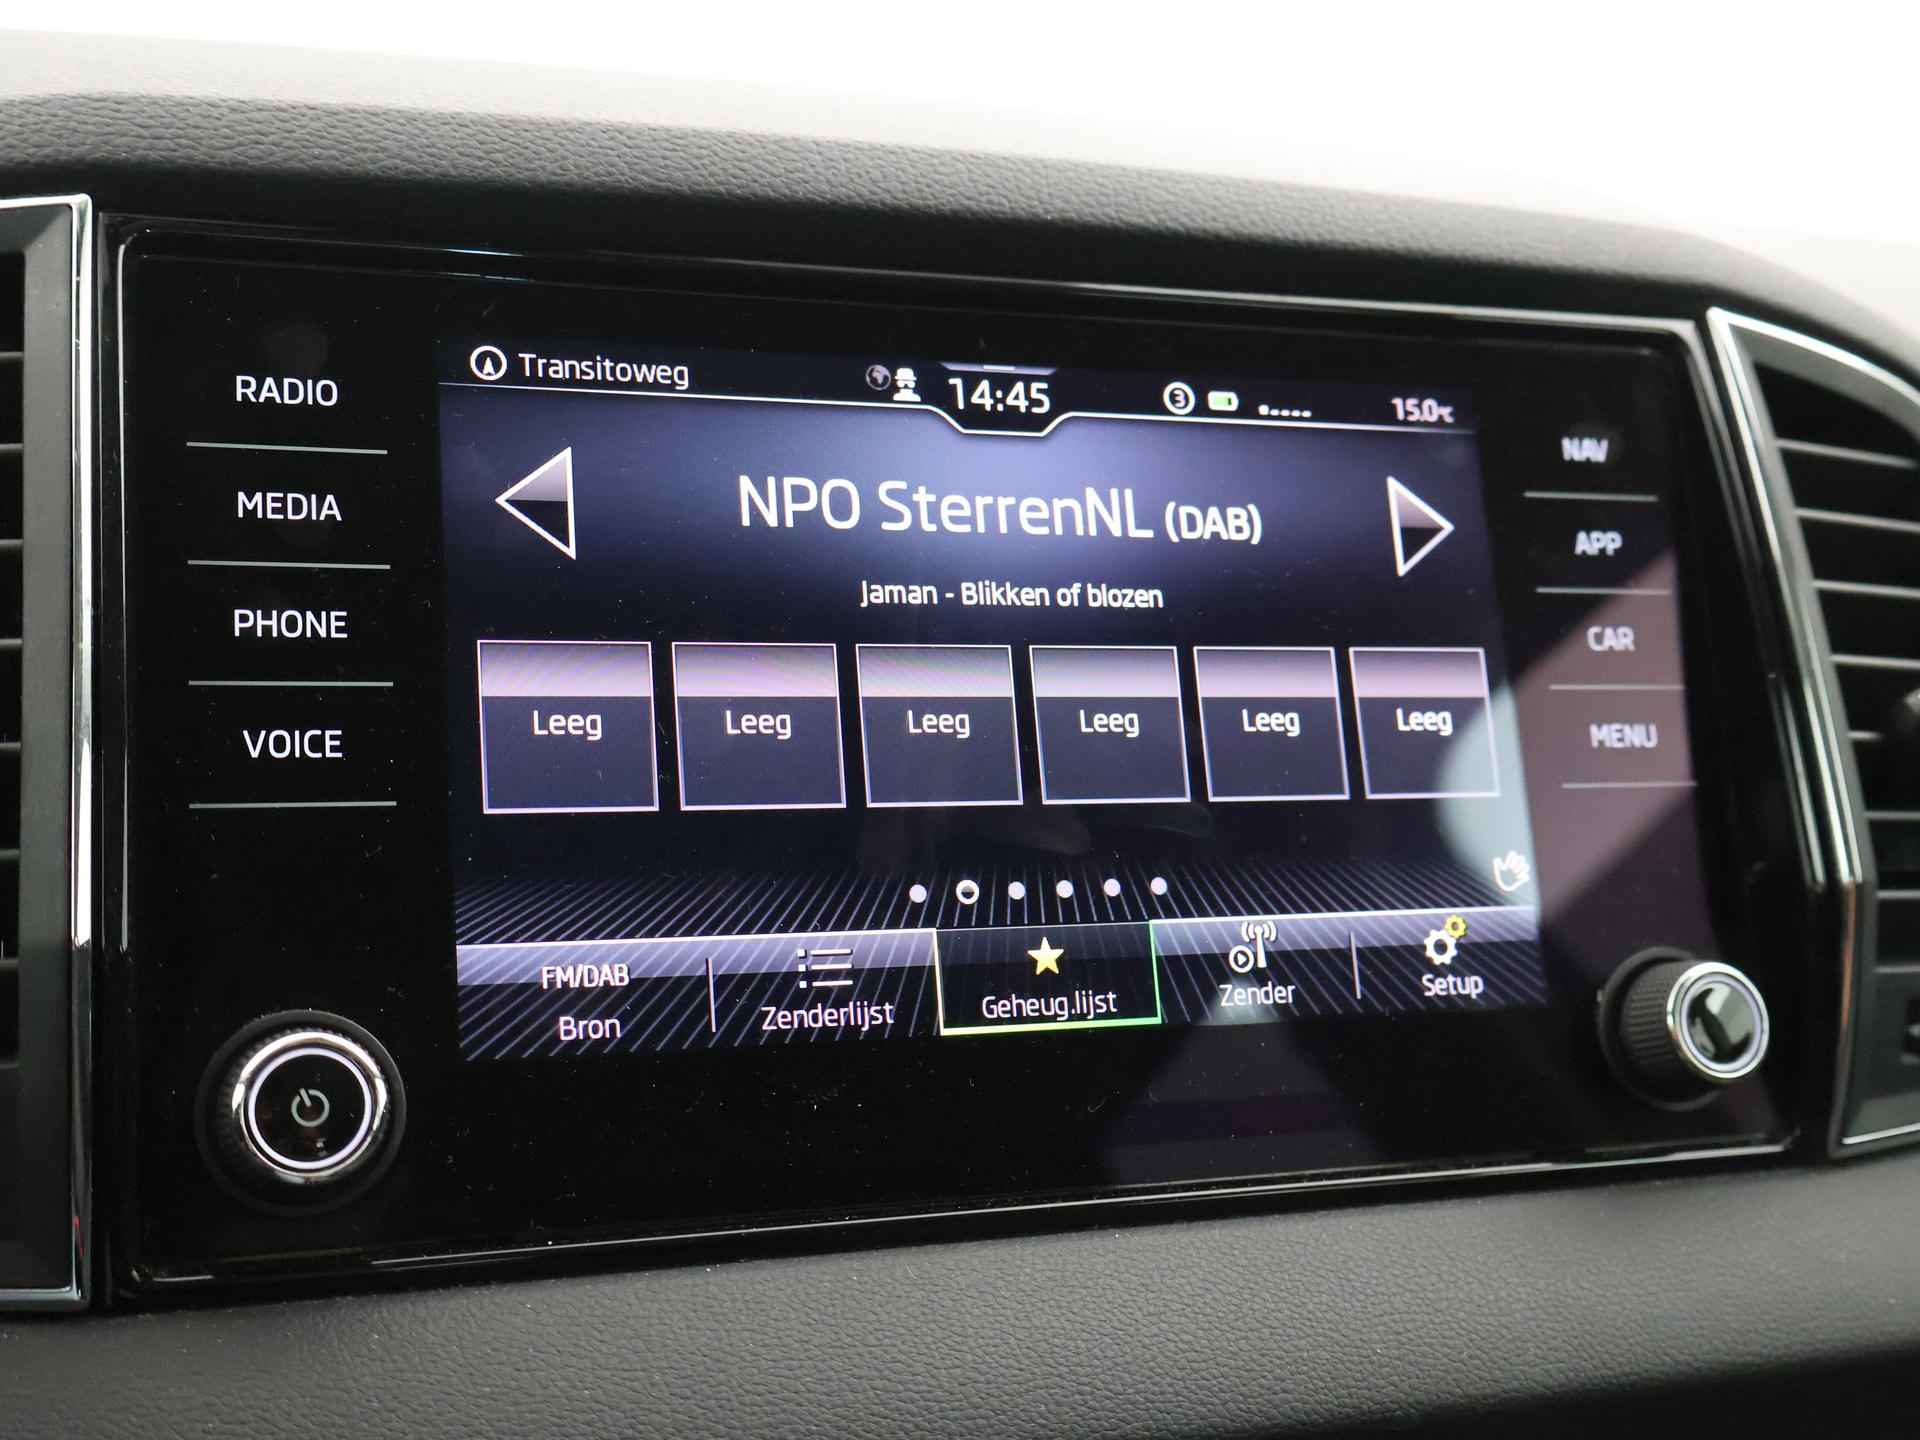 Transitoweg
14:45
3
15.0°C
RADIO
MEDIA
PHONE
VOICE
NPO SterrenNL (DAB)
Jaman - Blikken of blozen
Leeg Leeg Leeg Leeg Leeg Leeg
NAV
APP
CAR
MENU
FM/DAB
Bron
Zenderlijst
Geheug.lijst
Zender
Setup